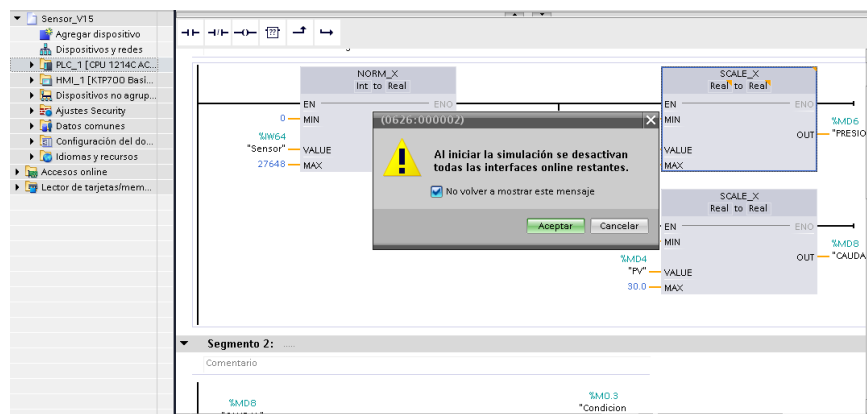 Sensor_V15
Agregar dispositivo
Dispositivos y redes
PLC_1 [CPU 1214C AC...
HMI_1 [KTP700 Basi...
Dispositivos no agrup...
Ajustes Security
Datos comunes
Configuración del do...
Idiomas y recursos
Accesos online
Lector de tarjetas/mem...
??
NORM_X
Int to Real
EN
ENO
0
MIN
%IW64
"Sensor"
VALUE
27648
MAX
SCALE_X
Real to Real
EN
ENO
MIN
%MD6
OUT
"PRESIO
VALUE
MAX
(0626:000002)
Al iniciar la simulación se desactivan
todas las interfaces online restantes.
No volver a mostrar este mensaje
Aceptar
Cancelar
SCALE_X
Real to Real
EN
ENO
MIN
%MD8
OUT
"CAUDA
%MD4
"PV"
VALUE
30.0
MAX
Segmento 2:
Comentario
%MD8
%M0.3
"Condicion